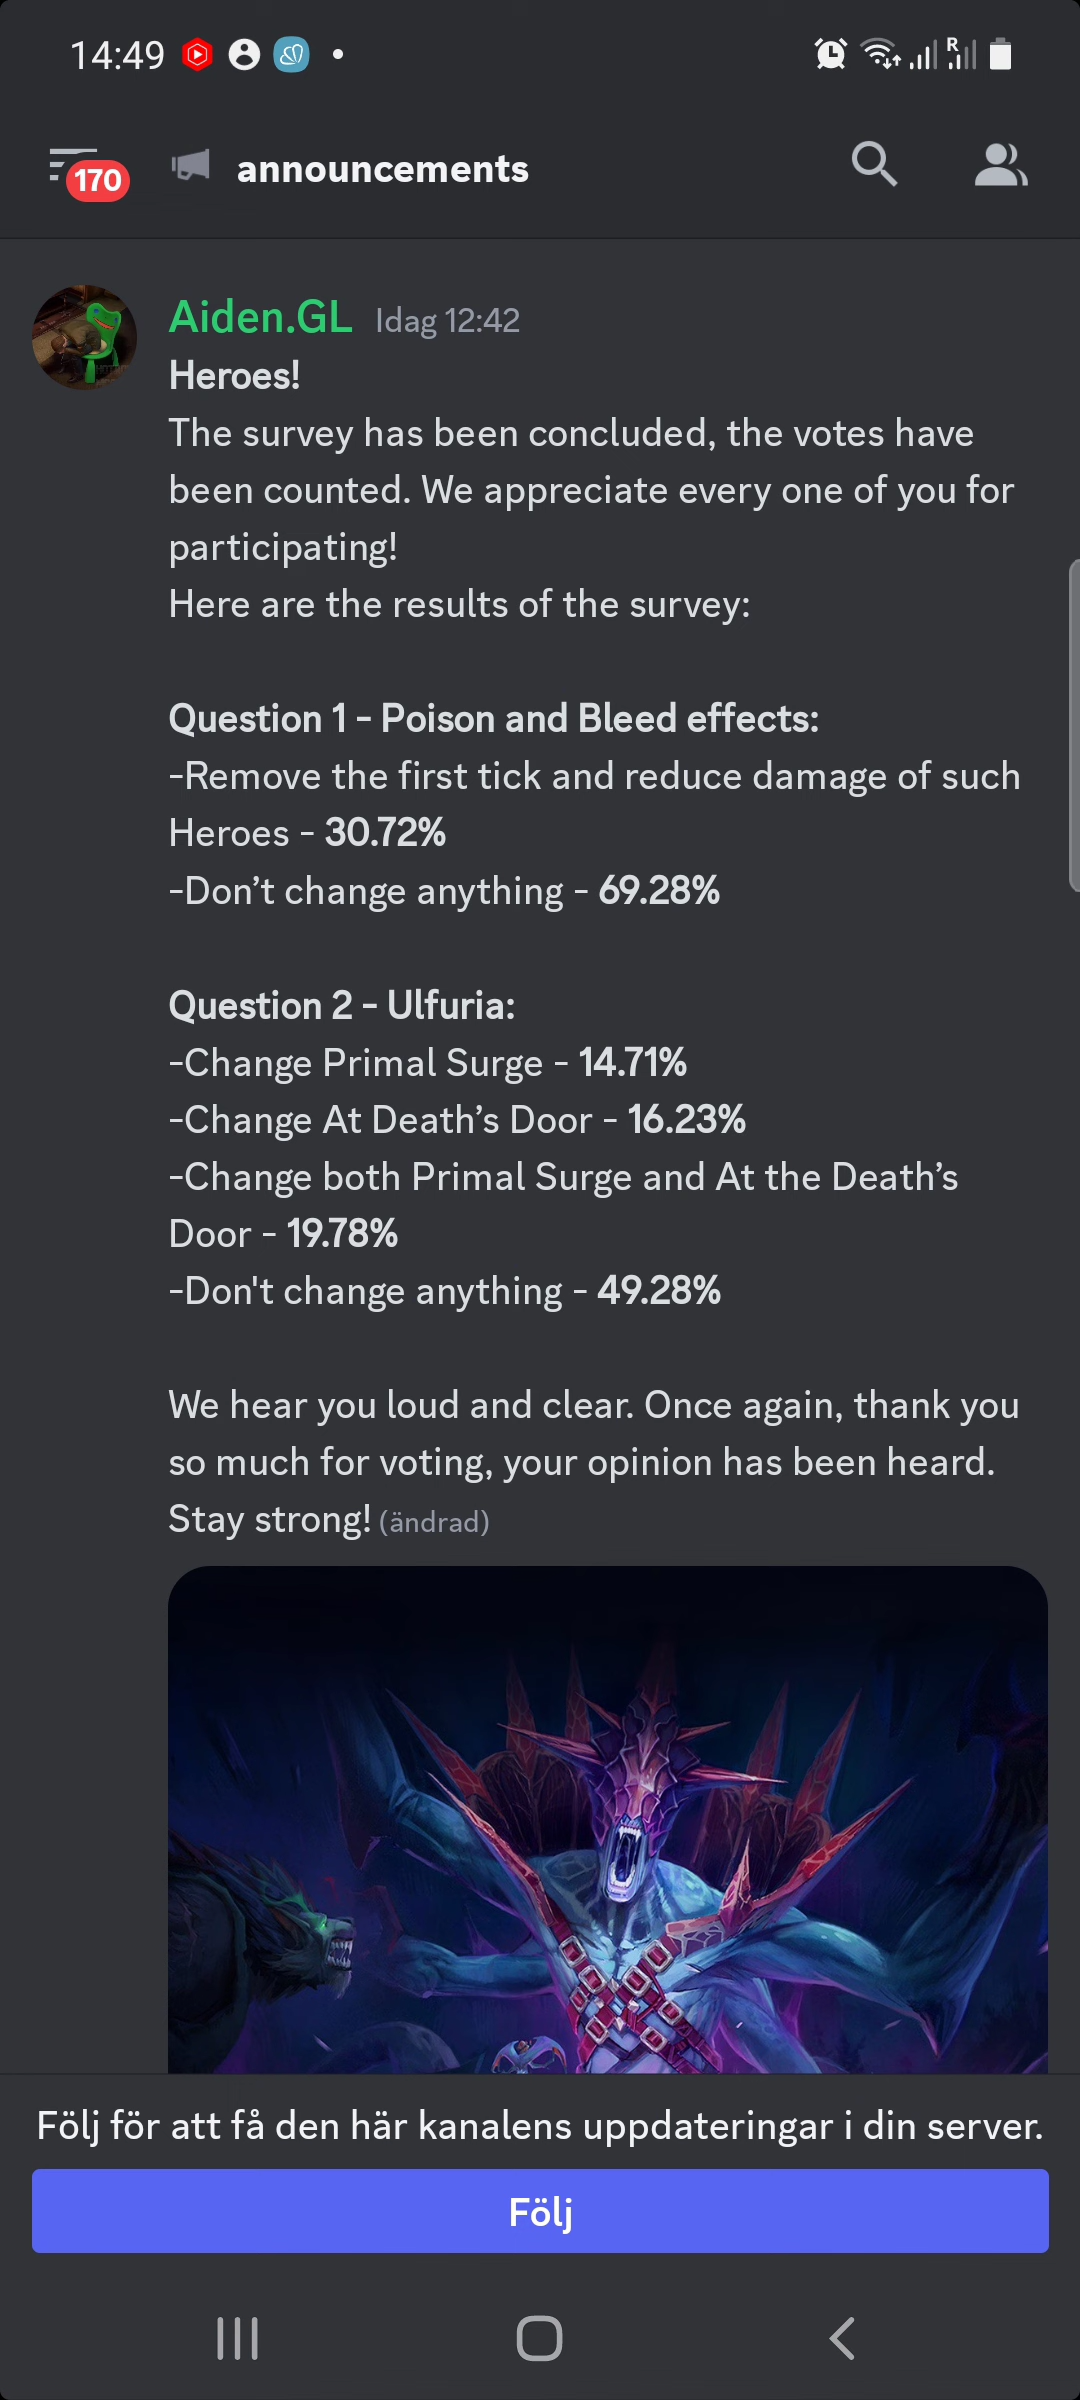 14:49
R
170
announcements
Aiden.GL Idag 12:42
Heroes!
The survey has been concluded, the votes have
been counted. We appreciate every one of you for
participating!
Here are the results of the survey:
Question 1 - Poison and Bleed effects:
-Remove the first tick and reduce damage of such
Heroes - 30.72%
-Don’t change anything - 69.28%
Question 2 - Ulfuria:
-Change Primal Surge - 14.71%
-Change At Death’s Door - 16.23%
-Change both Primal Surge and At the Death’s
Door - 19.78%
-Don't change anything - 49.28%
We hear you loud and clear. Once again, thank you
so much for voting, your opinion has been heard.
Stay strong! (ändrad)
Följ för att få den här kanalens uppdateringar i din server.
Följ